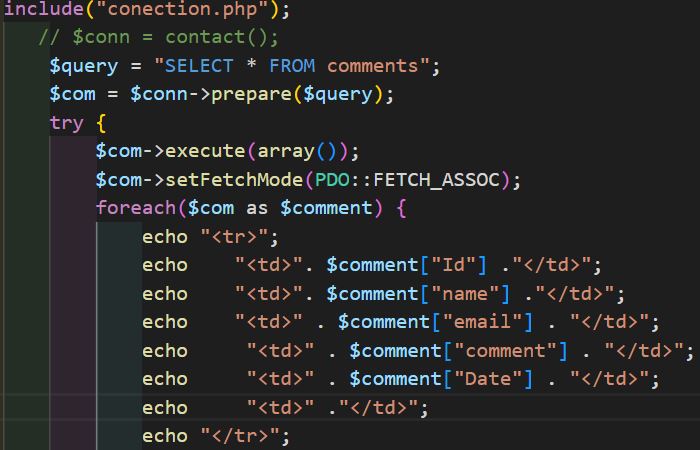 include("conection.php");
// $conn = contact();
$query = "SELECT * FROM comments";
$com = $conn->prepare($query);
try {
$com->execute(array());
$com->setFetchMode(PDO::FETCH_ASSOC);
foreach($com as $comment) {
echo "<tr>";
echo    "<td>". $comment["Id"] ."</td>";
echo    "<td>". $comment["name"] ."</td>";
echo    "<td>" . $comment["email"] . "</td>";
echo     "<td>" . $comment["comment"] . "</td>";
echo     "<td>" . $comment["Date"] . "</td>";
echo     "<td>" ."</td>";
echo "</tr>";